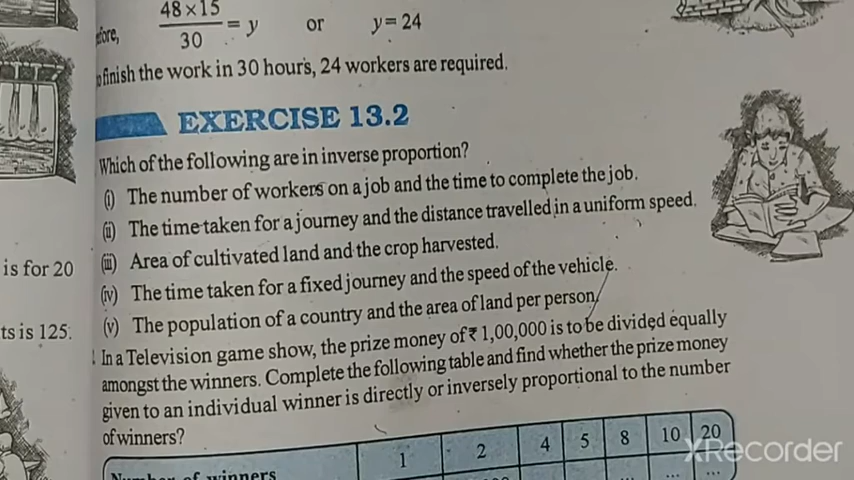 48 × 15
30
= y or y = 24
finish the work in 30 hours, 24 workers are required.
EXERCISE 13.2
Which of the following are in inverse proportion?
(i) The number of workers on a job and the time to complete the job.
(ii) The time taken for a journey and the distance travelled in a uniform speed.
(iii) Area of cultivated land and the crop harvested.
(iv) The time taken for a fixed journey and the speed of the vehicle.
(v) The population of a country and the area of land per person.
In a Television game show, the prize money of ₹ 1,00,000 is to be divided equally
amongst the winners. Complete the following table and find whether the prize money
given to an individual winner is directly or inversely proportional to the number
of winners?
Number of winners 1 2 4 5 8 10 20
... ... ...
is for 20
ts is 125.
XRecorder